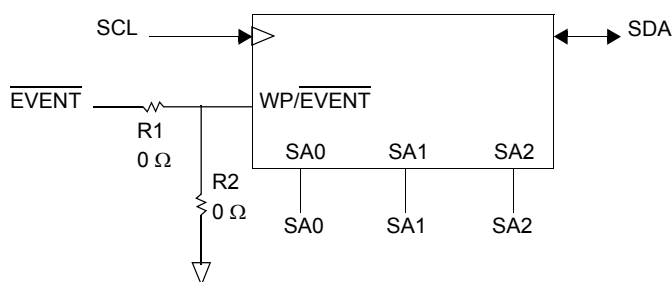 SCL
SDA
EVENT
WP/EVENT
R1
0 Ω
SA0 SA1 SA2
R2
0 Ω
SA0 SA1 SA2